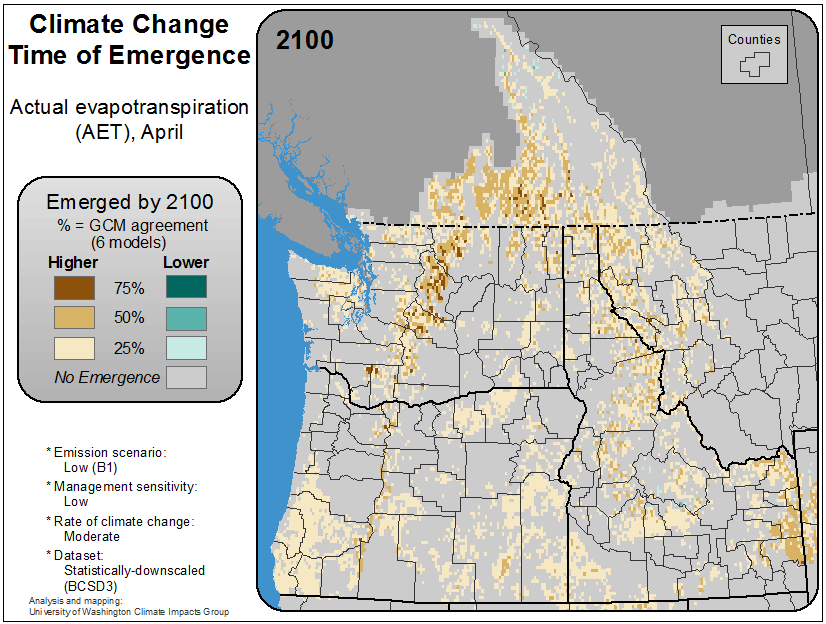 Climate Change
Time of Emergence
Actual evapotranspiration
(AET), April
Emerged by 2100
% = GCM agreement
(6 models)
Higher Lower
75%
50%
25%
No Emergence
* Emission scenario:
Low (B1)
* Management sensitivity:
Low
* Rate of climate change:
Moderate
* Dataset:
Statistically-downscaled
(BCSD3)
Analysis and mapping:
University of Washington Climate Impacts Group
2100
Counties